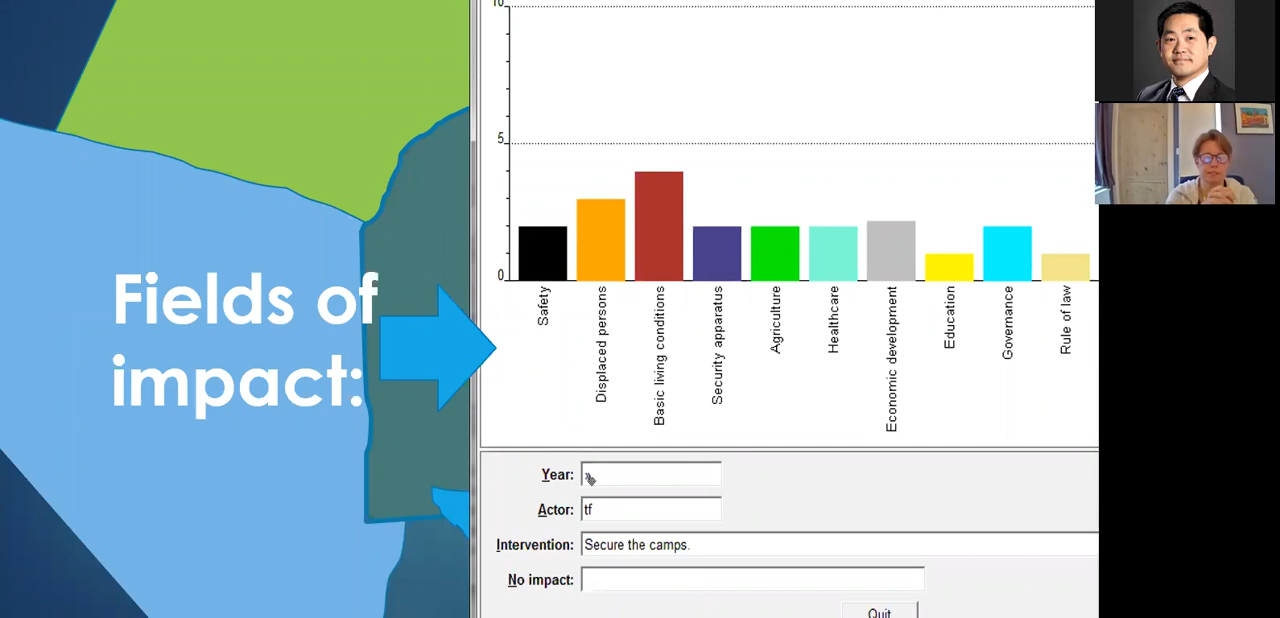 Fields of
impact:
10
5
0
Safety
Displaced persons
Basic living conditions
Security apparatus
Agriculture
Healthcare
Economic development
Education
Governance
Rule of law
Year:
Actor: tf
Intervention: Secure the camps.
No impact:
Quit